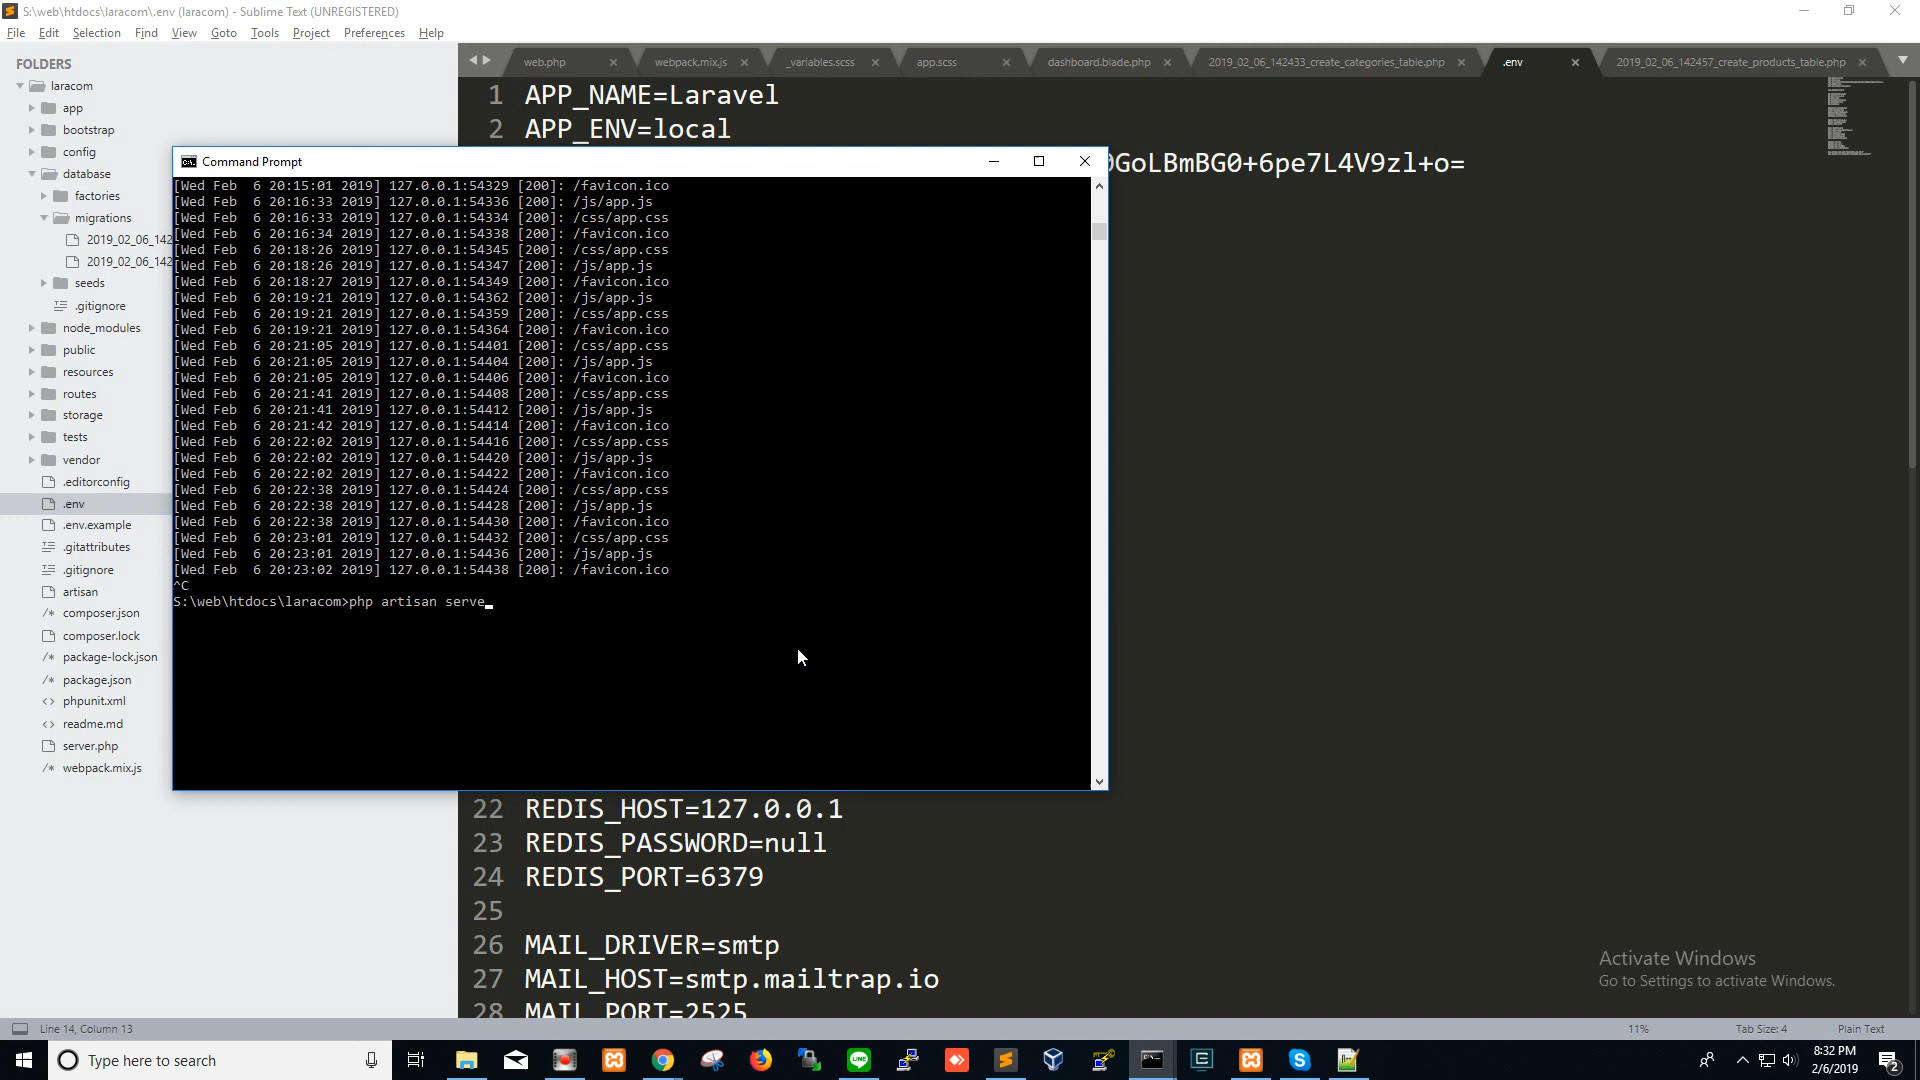 S:\web\htdocs\laracom\.env (laracom) - Sublime Text (UNREGISTERED)
File Edit Selection Find View Goto Tools Project Preferences Help
FOLDERS
laracom
app
bootstrap
config
database
factories
migrations
2019_02_06_142
2019_02_06_142
seeds
.gitignore
node_modules
public
resources
routes
storage
tests
vendor
.editorconfig
.env
.env.example
.gitattributes
.gitignore
artisan
composer.json
composer.lock
package-lock.json
package.json
phpunit.xml
readme.md
server.php
webpack.mix.js
web.php
webpack.mix.js
_variables.scss
app.scss
dashboard.blade.php
2019_02_06_142433_create_categories_table.php
.env
2019_02_06_142457_create_products_table.php
1 APP_NAME=Laravel
2 APP_ENV=local
GoLBmBG0+6pe7L4V9zl+o=
Command Prompt
[Wed Feb  6 20:15:01 2019] 127.0.0.1:54329 [200]: /favicon.ico
[Wed Feb  6 20:16:33 2019] 127.0.0.1:54336 [200]: /js/app.js
[Wed Feb  6 20:16:33 2019] 127.0.0.1:54334 [200]: /css/app.css
[Wed Feb  6 20:16:34 2019] 127.0.0.1:54338 [200]: /favicon.ico
[Wed Feb  6 20:18:26 2019] 127.0.0.1:54345 [200]: /css/app.css
[Wed Feb  6 20:18:26 2019] 127.0.0.1:54347 [200]: /js/app.js
[Wed Feb  6 20:18:27 2019] 127.0.0.1:54349 [200]: /favicon.ico
[Wed Feb  6 20:19:21 2019] 127.0.0.1:54362 [200]: /js/app.js
[Wed Feb  6 20:19:21 2019] 127.0.0.1:54359 [200]: /css/app.css
[Wed Feb  6 20:19:21 2019] 127.0.0.1:54364 [200]: /favicon.ico
[Wed Feb  6 20:21:05 2019] 127.0.0.1:54401 [200]: /css/app.css
[Wed Feb  6 20:21:05 2019] 127.0.0.1:54404 [200]: /js/app.js
[Wed Feb  6 20:21:05 2019] 127.0.0.1:54406 [200]: /favicon.ico
[Wed Feb  6 20:21:41 2019] 127.0.0.1:54408 [200]: /css/app.css
[Wed Feb  6 20:21:41 2019] 127.0.0.1:54412 [200]: /js/app.js
[Wed Feb  6 20:21:42 2019] 127.0.0.1:54414 [200]: /favicon.ico
[Wed Feb  6 20:22:02 2019] 127.0.0.1:54416 [200]: /css/app.css
[Wed Feb  6 20:22:02 2019] 127.0.0.1:54420 [200]: /js/app.js
[Wed Feb  6 20:22:02 2019] 127.0.0.1:54422 [200]: /favicon.ico
[Wed Feb  6 20:22:38 2019] 127.0.0.1:54424 [200]: /css/app.css
[Wed Feb  6 20:22:38 2019] 127.0.0.1:54428 [200]: /js/app.js
[Wed Feb  6 20:22:38 2019] 127.0.0.1:54430 [200]: /favicon.ico
[Wed Feb  6 20:23:01 2019] 127.0.0.1:54432 [200]: /css/app.css
[Wed Feb  6 20:23:01 2019] 127.0.0.1:54436 [200]: /js/app.js
[Wed Feb  6 20:23:02 2019] 127.0.0.1:54438 [200]: /favicon.ico
^C
S:\web\htdocs\laracom>php artisan serve
22 REDIS_HOST=127.0.0.1
23 REDIS_PASSWORD=null
24 REDIS_PORT=6379
25
26 MAIL_DRIVER=smtp
27 MAIL_HOST=smtp.mailtrap.io
28 MAIL_PORT=2525
Activate Windows
Go to Settings to activate Windows.
Line 14, Column 13
11%
Tab Size: 4
Plain Text
Type here to search
8:32 PM
2/6/2019
2